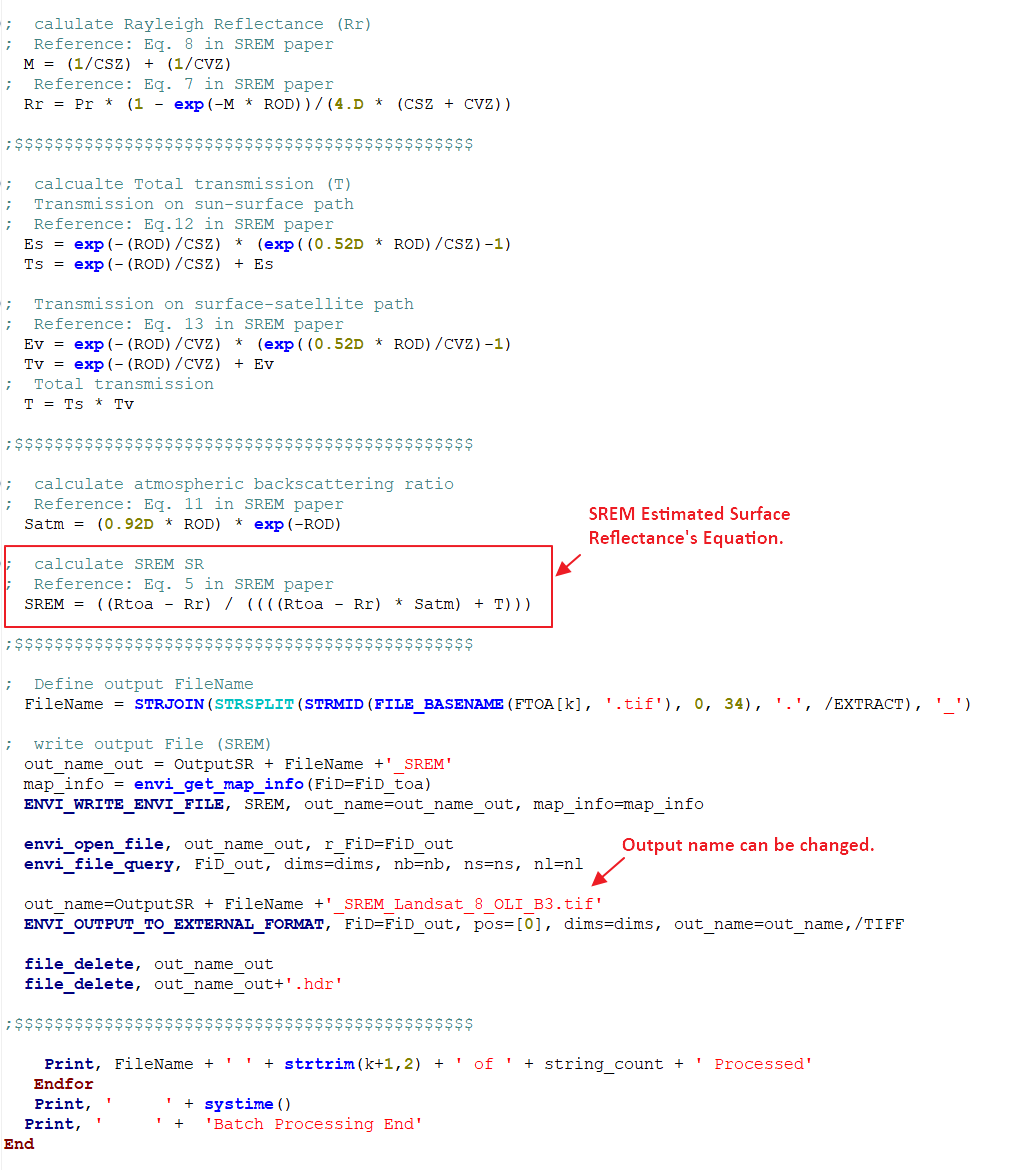 ;  calulate Rayleigh Reflectance (Rr)
;  Reference: Eq. 8 in SREM paper
M = (1/CSZ) + (1/CVZ)
;  Reference: Eq. 7 in SREM paper
Rr = Pr * (1 - exp(-M * ROD))/(4.D * (CSZ + CVZ))
;$$$$$$$$$$$$$$$$$$$$$$$$$$$$$$$$$$$$$$$$$$$$$$
;  calcualte Total transmission (T)
;  Transmission on sun-surface path
;  Reference: Eq.12 in SREM paper
Es = exp(-(ROD)/CSZ) * (exp((0.52D * ROD)/CSZ)-1)
Ts = exp(-(ROD)/CSZ) + Es
;  Transmission on surface-satellite path
;  Reference: Eq. 13 in SREM paper
Ev = exp(-(ROD)/CVZ) * (exp((0.52D * ROD)/CVZ)-1)
Tv = exp(-(ROD)/CVZ) + Ev
;  Total transmission
T = Ts * Tv
;$$$$$$$$$$$$$$$$$$$$$$$$$$$$$$$$$$$$$$$$$$$$$$
;  calculate atmospheric backscattering ratio
;  Reference: Eq. 11 in SREM paper
Satm = (0.92D * ROD) * exp(-ROD)
SREM Estimated Surface
Reflectance's Equation.
;  calculate SREM SR
;  Reference: Eq. 5 in SREM paper
SREM = ((Rtoa - Rr) / ((((Rtoa - Rr) * Satm) + T)))
;$$$$$$$$$$$$$$$$$$$$$$$$$$$$$$$$$$$$$$$$$$$$$$
;  Define output FileName
FileName = STRJOIN(STRSPLIT(STRMID(FILE_BASENAME(FTOA[k], '.tif'), 0, 34), '.', /EXTRACT), '_')
;  write output File (SREM)
out_name_out = OutputSR + FileName +'_SREM'
map_info = envi_get_map_info(FiD=FiD_toa)
ENVI_WRITE_ENVI_FILE, SREM, out_name=out_name_out, map_info=map_info
envi_open_file, out_name_out, r_FiD=FiD_out
envi_file_query, FiD_out, dims=dims, nb=nb, ns=ns, nl=nl
Output name can be changed.
out_name=OutputSR + FileName +'_SREM_Landsat_8_OLI_B3.tif'
ENVI_OUTPUT_TO_EXTERNAL_FORMAT, FiD=FiD_out, pos=[0], dims=dims, out_name=out_name,/TIFF
file_delete, out_name_out
file_delete, out_name_out+'.hdr'
;$$$$$$$$$$$$$$$$$$$$$$$$$$$$$$$$$$$$$$$$$$$$$$
Print, FileName + ' ' + strtrim(k+1,2) + ' of ' + string_count + ' Processed'
Endfor
Print, '     ' + systime()
Print, '     ' +  'Batch Processing End'
End